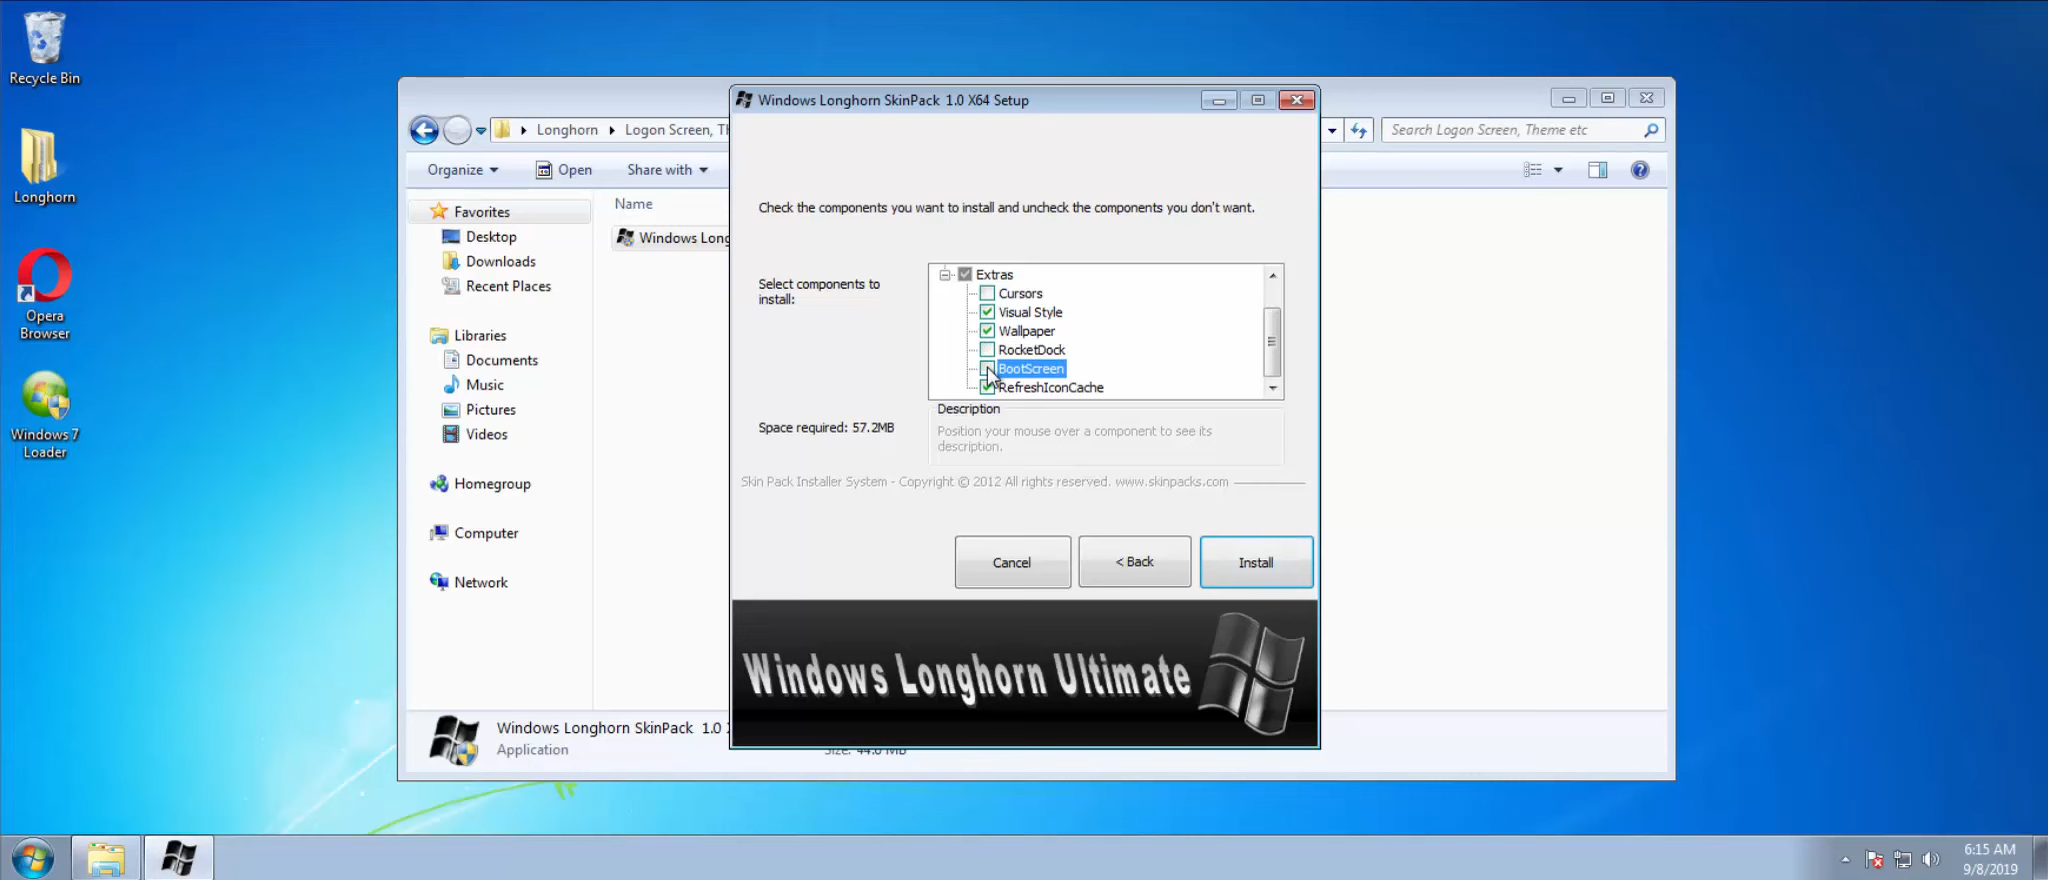 Recycle Bin
Longhorn
Opera
Browser
Windows 7
Loader
Longhorn
Logon Screen, Th
Search Logon Screen, Theme etc
Organize
Open
Share with
Favorites
Desktop
Downloads
Recent Places
Libraries
Documents
Music
Pictures
Videos
Homegroup
Computer
Network
Name
Windows Long
Windows Longhorn SkinPack 1.0 X
Application
Size: 44.0 MB
Windows Longhorn SkinPack 1.0 X64 Setup
Check the components you want to install and uncheck the components you don't want.
Select components to
install:
Extras
Cursors
Visual Style
Wallpaper
RocketDock
BootScreen
RefreshIconCache
Space required: 57.2MB
Description
Position your mouse over a component to see its
description.
Skin Pack Installer System - Copyright © 2012 All rights reserved. www.skinpacks.com
Cancel
< Back
Install
Windows Longhorn Ultimate
6:15 AM
9/8/2019